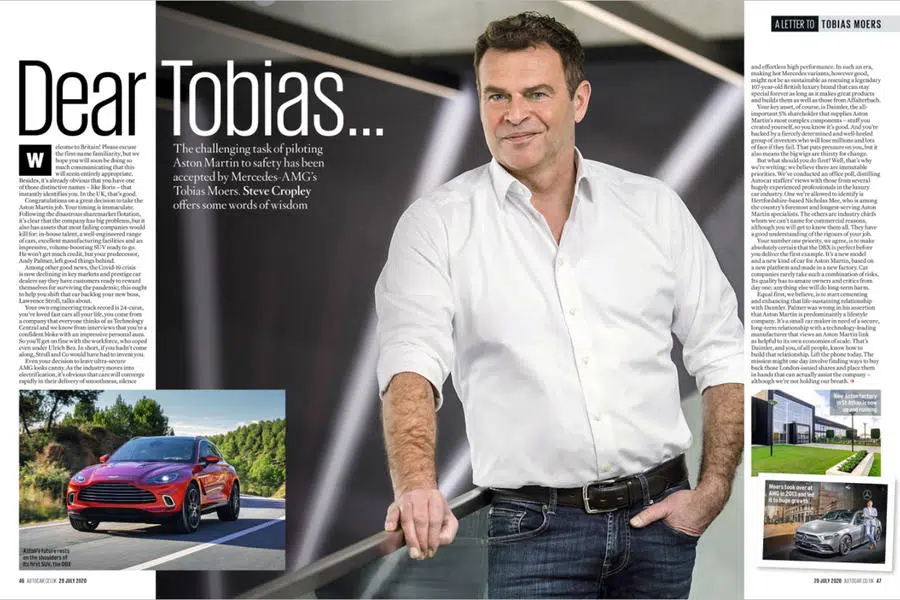 Dear Tobias...
The challenging task of piloting
Aston Martin to safety has been
accepted by Mercedes-AMG's
Tobias Moers. Steve Cropley
offers some words of wisdom
Welcome to Britain! Please excuse
the first-name familiarity, but we
hope you will soon be doing so
much communicating that this
will seem entirely appropriate.
Besides, it's already obvious that you have one
of those distinctive names – like Boris – that
instantly identifies you. In the UK, that's good.
Congratulations on your great decision to take the
Aston Martin job. Your timing is immaculate.
Following the disastrous sharemarket flotation,
it's clear that the company has big problems, but it
also has assets that most failing companies would
kill for: in-house talent, a well-engineered range
of cars, excellent manufacturing facilities and an
impressive, volume-boosting SUV ready to go.
He won't get much credit, but your predecessor,
Andy Palmer, left good things behind.
Among other good news, the Covid-19 crisis
is now declining in key markets and prestige car
dealers say they have customers ready to reward
themselves for surviving the pandemic; this ought
to help you shift that car backlog your new boss,
Lawrence Stroll, talks about.
Your own engineering track record is 24-carat,
you've loved fast cars all your life, you come from
a company that everyone thinks of as Technology
Central and we know from interviews that you're a
confident bloke with an impressive personal aura.
So you'll get on fine with the workforce, who coped
even under Ulrich Bez. In short, if you hadn't come
along, Stroll and Co would have had to invent you.
Even your decision to leave ultra-secure
AMG looks canny. As the industry moves into
electrification, it's obvious that cars will converge
rapidly in their delivery of smoothness, silence
Aston's future rests
on the shoulders of
its first SUV, the DBX
46 AUTOCAR.CO.UK 29 JULY 2020
A LETTER TO TOBIAS MOERS
and effortless high performance. In such an era,
making hot Mercedes variants, however good,
might not be as sustainable as rescuing a legendary
107-year-old British luxury brand that can stay
special forever as long as it makes great products
and builds them as well as those from Affalterbach.
Your key asset, of course, is Daimler, the all-
important 5% shareholder that supplies Aston
Martin's most complex components – stuff you
created yourself, so you know it's good. And you're
backed by a fiercely determined and well-heeled
group of investors who will lose millions and lots
of face if they fail. That puts pressure on you, but it
also means the big wigs are thirsty for change.
But what should you do first? Well, that's why
we're writing: we believe there are immutable
priorities. We've conducted an office poll, distilling
Autocar staffers' views with those from several
hugely experienced professionals in the luxury
car industry. One we're allowed to identify is
Hertfordshire-based Nicholas Mee, who is among
the country's foremost and longest-serving Aston
Martin specialists. The others are industry chiefs
whom we can't name for commercial reasons,
although you will get to know them all. They have
a good understanding of the rigours of your job.
Your number one priority, we agree, is to make
absolutely certain that the DBX is perfect before
you deliver the first example. It's a new model
and a new kind of car for Aston Martin, based on
a new platform and made in a new factory. Car
companies rarely take such a combination of risks.
Its quality has to amaze owners and critics from
day one; anything else will do long-term harm.
Equal first, we believe, is to start cementing
and enhancing that life-sustaining relationship
with Daimler. Palmer was wrong in his assertion
that Aston Martin is predominantly a lifestyle
company. It's a small car maker in need of a secure,
long-term relationship with a technology-leading
manufacturer that views an Aston Martin link
as helpful to its own economies of scale. That's
Daimler, and you, of all people, know how to
build that relationship. Lift the phone today. The
mission might one day involve finding ways to buy
back those London-issued shares and place them
in hands that can actually assist the company –
although we're not holding our breath.
New Aston factory
in St Athan is now
up and running
Moers took over at
AMG in 2013 and led
it to huge growth
29 JULY 2020 AUTOCAR.CO.UK 47